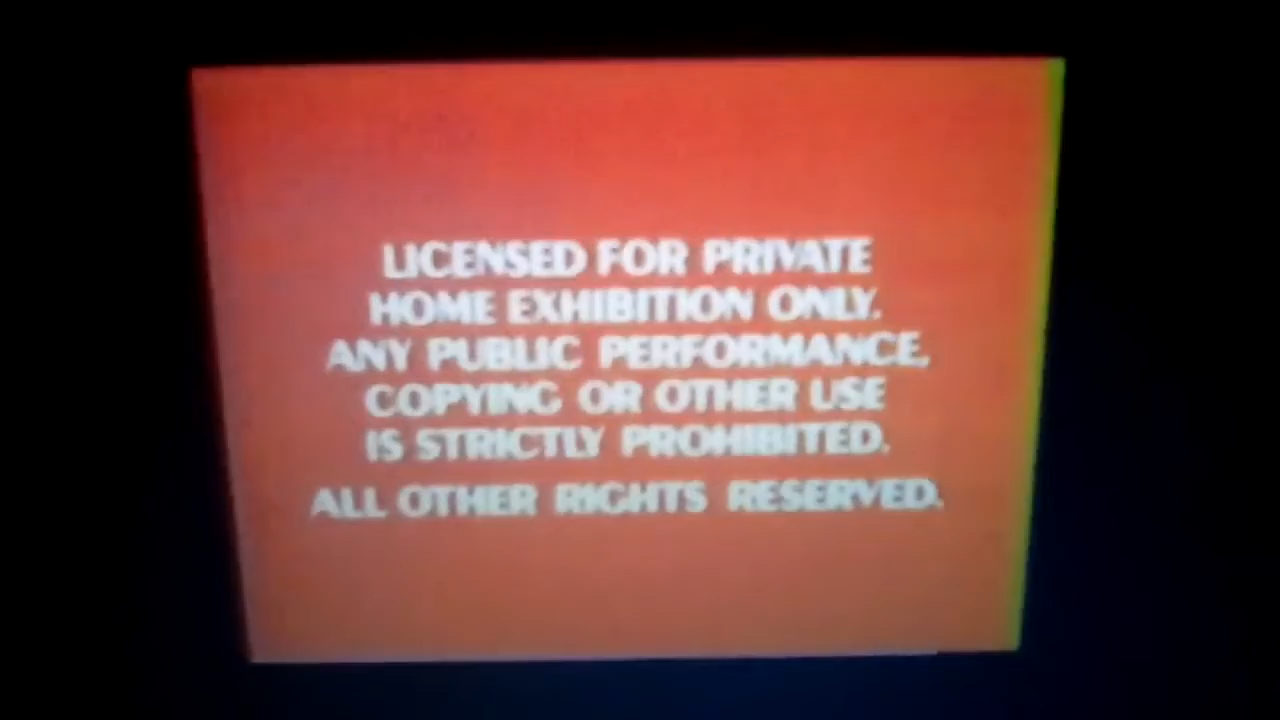 LICENSED FOR PRIVATE
HOME EXHIBITION ONLY.
ANY PUBLIC PERFORMANCE,
COPYING OR OTHER USE
IS STRICTLY PROHIBITED.
ALL OTHER RIGHTS RESERVED.